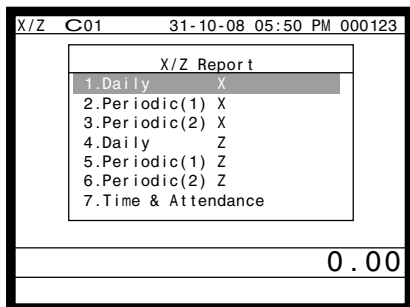 X/Z C01 31-10-08 05:50 PM 000123
X/Z Report
1.Daily X
2.Periodic(1) X
3.Periodic(2) X
4.Daily Z
5.Periodic(1) Z
6.Periodic(2) Z
7.Time & Attendance
0.00